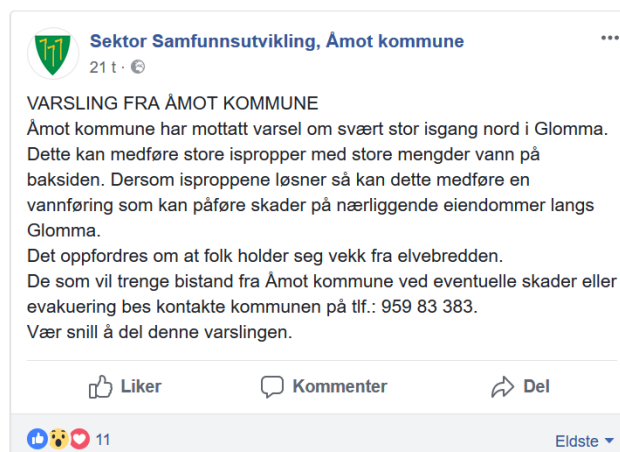 Sektor Samfunnsutvikling, Åmot kommune
21 t ·
VARSLING FRA ÅMOT KOMMUNE
Åmot kommune har mottatt varsel om svært stor isgang nord i Glomma.
Dette kan medføre store ispropper med store mengder vann på
baksiden. Dersom isproppene løsner så kan dette medføre en
vannføring som kan påføre skader på nærliggende eiendommer langs
Glomma.
Det oppfordres om at folk holder seg vekk fra elvebredden.
De som vil trenge bistand fra Åmot kommune ved eventuelle skader eller
evakuering bes kontakte kommunen på tlf.: 959 83 383.
Vær snill å del denne varslingen.
Liker Kommenter Del
11 Eldste